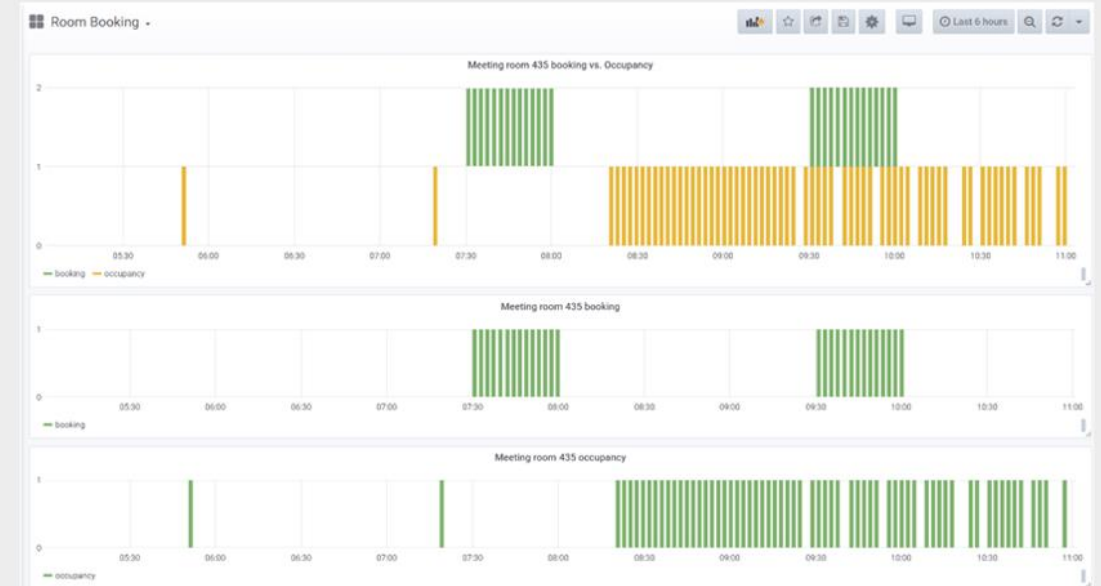 Room Booking
Last 6 hours
Meeting room 435 booking vs. Occupancy
2
1
0
05:30 06:00 06:30 07:00 07:30 08:00 08:30 09:00 09:30 10:00 10:30 11:00
booking occupancy
Meeting room 435 booking
1
0
05:30 06:00 06:30 07:00 07:30 08:00 08:30 09:00 09:30 10:00 10:30 11:00
booking
Meeting room 435 occupancy
1
0
05:30 06:00 06:30 07:00 07:30 08:00 08:30 09:00 09:30 10:00 10:30 11:00
occupancy